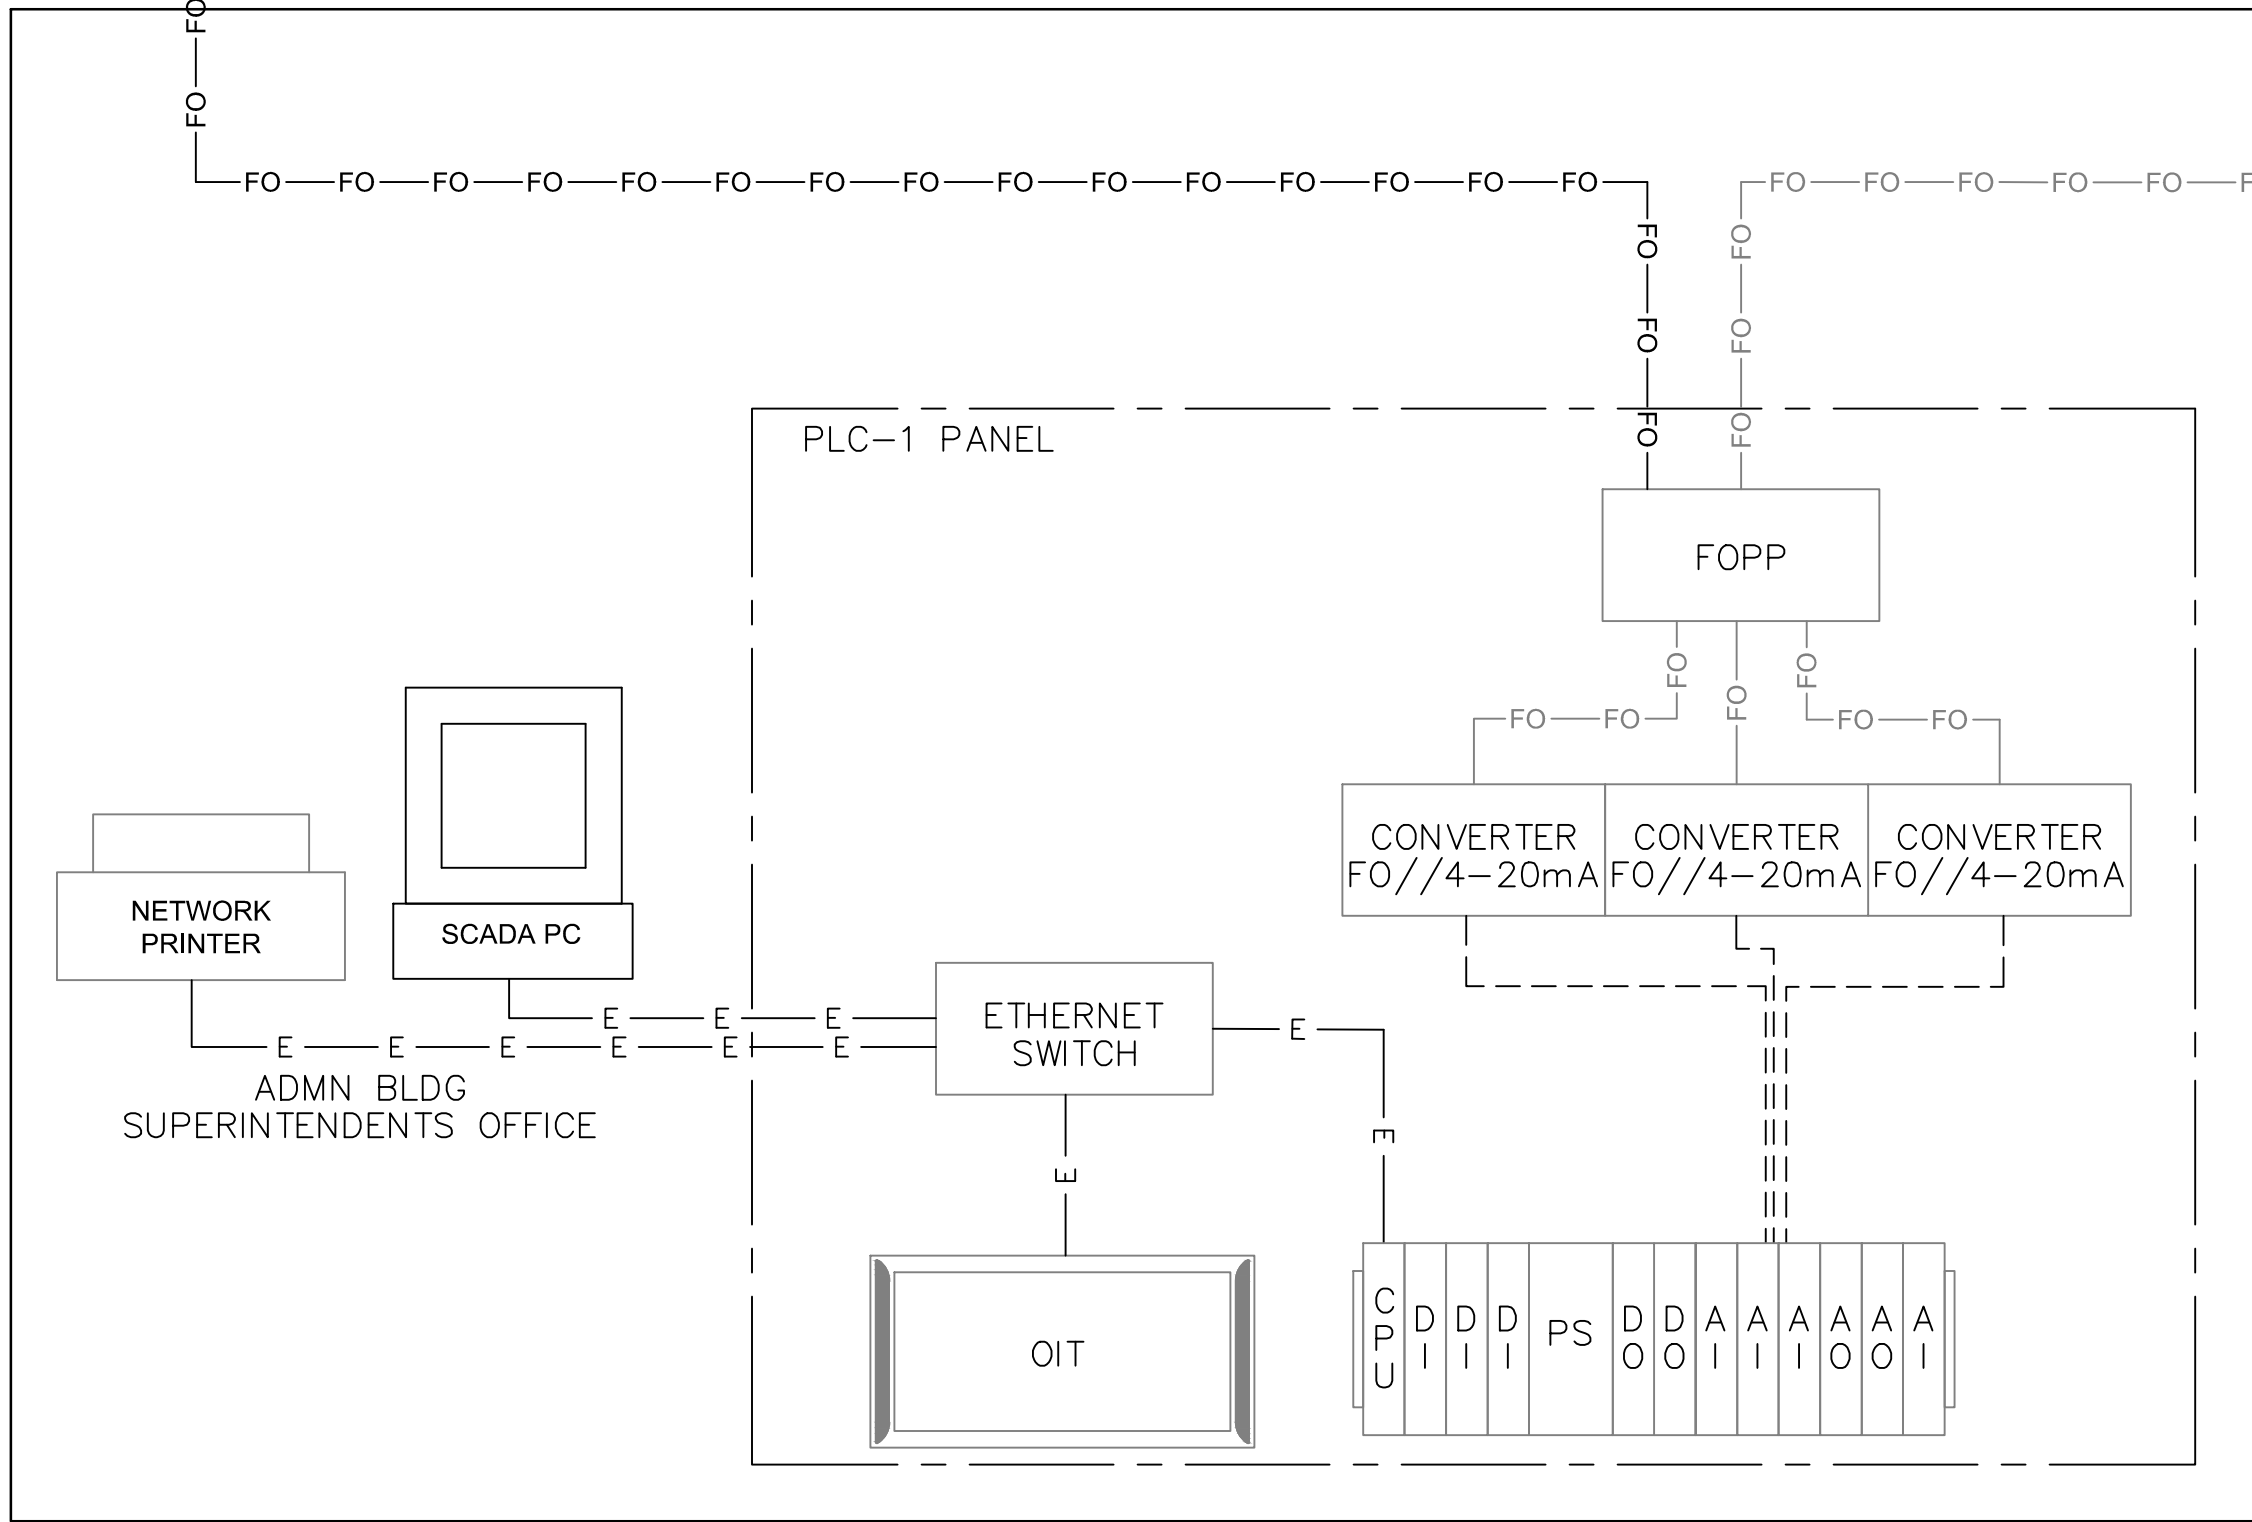 FO
FO
FO FO FO FO FO FO FO FO FO FO FO FO FO FO FO
FO FO FO FO FO F
FO FO
FO FO
FO FO
PLC-1 PANEL
FOPP
FO FO FO
FO FO FO FO
CONVERTER
FO//4-20mA
CONVERTER
FO//4-20mA
CONVERTER
FO//4-20mA
NETWORK
PRINTER
SCADA PC
E E E
E E E E E E
ETHERNET
SWITCH
E
ADMN BLDG
SUPERINTENDENTS OFFICE
E
E
OIT
CPU
DI
DI
DI
PS
DO
DO
AI
AI
AI
AO
AO
AI